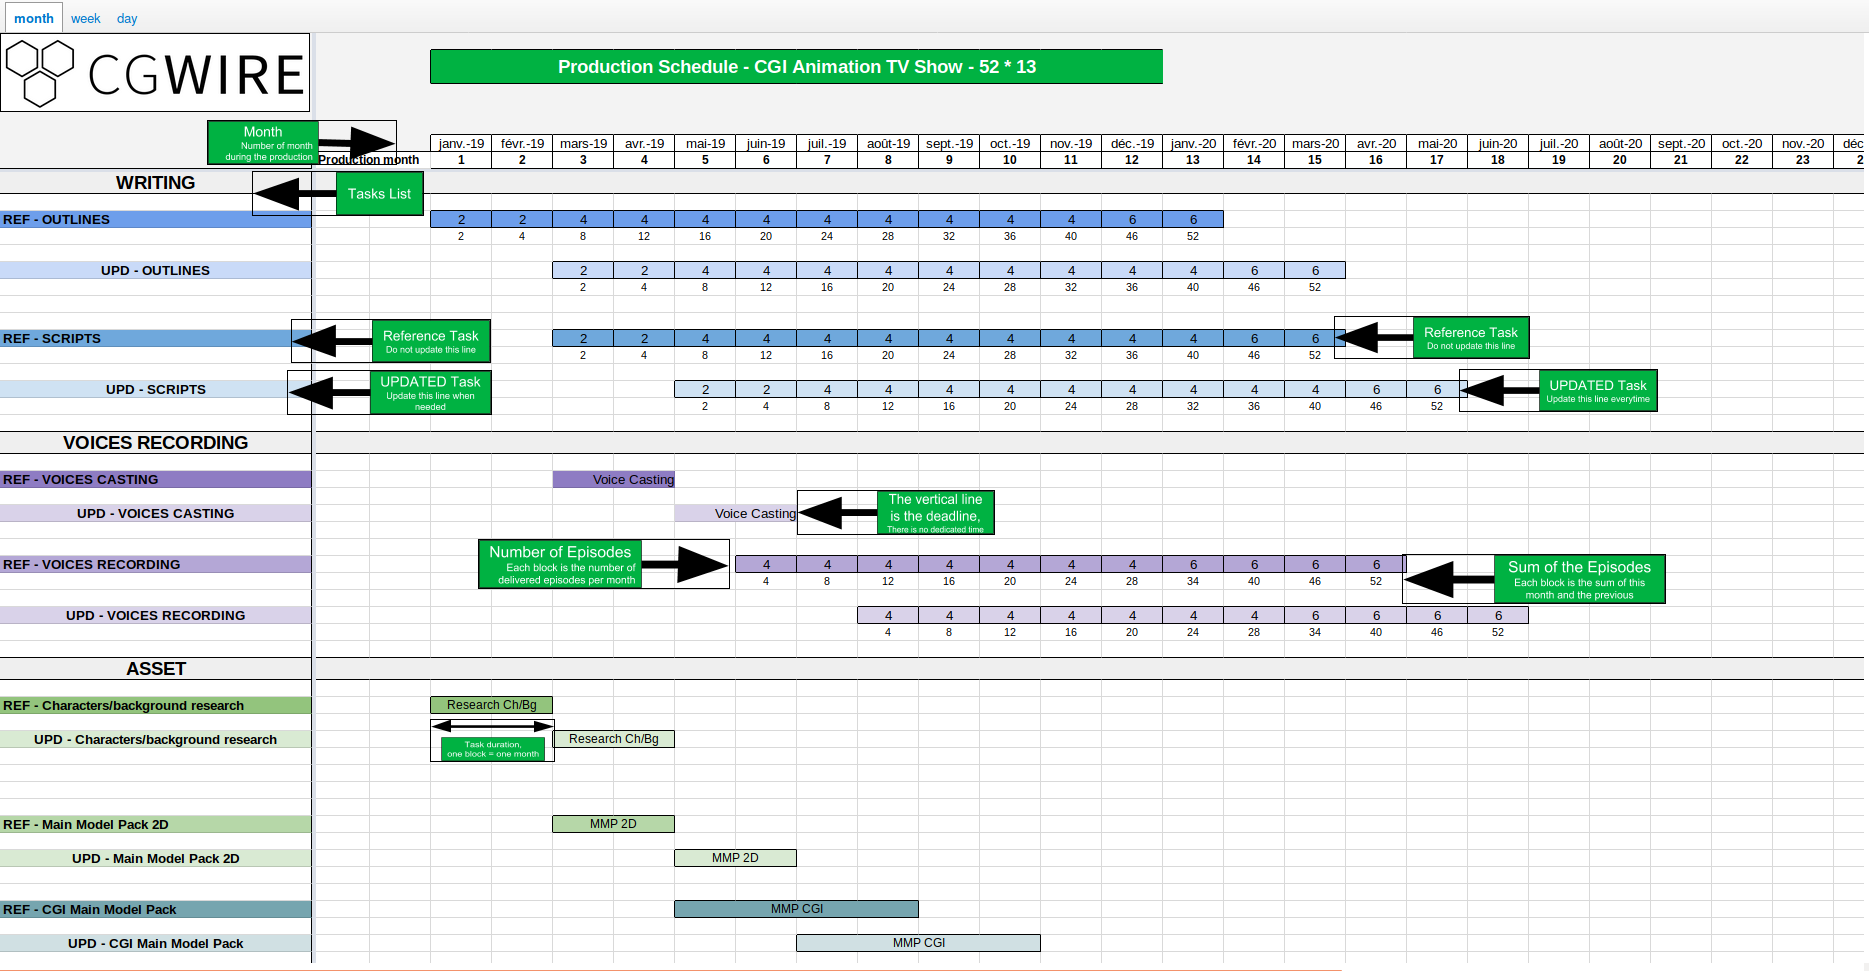 month week day
CGWIRE
Production Schedule - CGI Animation TV Show - 52 * 13
Month
Number of month
during the production
janv.-19 févr.-19 mars-19 avr.-19 mai-19 juin-19 juil.-19 août-19 sept.-19 oct.-19 nov.-19 déc.-19 janv.-20 févr.-20 mars-20 avr.-20 mai-20 juin-20 juil.-20 août-20 sept.-20 oct.-20 nov.-20 déc
Production month 1 2 3 4 5 6 7 8 9 10 11 12 13 14 15 16 17 18 19 20 21 22 23 2
WRITING
Tasks List
REF - OUTLINES 2 2 4 4 4 4 4 4 4 4 4 6 6
2 4 8 12 16 20 24 28 32 36 40 46 52
UPD - OUTLINES 2 2 4 4 4 4 4 4 4 4 4 6 6
2 4 8 12 16 20 24 28 32 36 40 46 52
REF - SCRIPTS 2 2 4 4 4 4 4 4 4 4 4 6 6
2 4 8 12 16 20 24 28 32 36 40 46 52
Reference Task
Do not update this line
Reference Task
Do not update this line
UPD - SCRIPTS 2 2 4 4 4 4 4 4 4 4 4 6 6
2 4 8 12 16 20 24 28 32 36 40 46 52
UPDATED Task
Update this line when
needed
UPDATED Task
Update this line everytime
VOICES RECORDING
REF - VOICES CASTING Voice Casting
UPD - VOICES CASTING Voice Casting
The vertical line
is the deadline,
There is no dedicated time
Number of Episodes
Each block is the number of
delivered episodes per month
REF - VOICES RECORDING 4 4 4 4 4 4 4 6 6 6 6
4 8 12 16 20 24 28 34 40 46 52
Sum of the Episodes
Each block is the sum of this
month and the previous
UPD - VOICES RECORDING 4 4 4 4 4 4 4 6 6 6 6
4 8 12 16 20 24 28 34 40 46 52
ASSET
REF - Characters/background research Research Ch/Bg
UPD - Characters/background research Research Ch/Bg
Task duration,
one block = one month
REF - Main Model Pack 2D MMP 2D
UPD - Main Model Pack 2D MMP 2D
REF - CGI Main Model Pack MMP CGI
UPD - CGI Main Model Pack MMP CGI